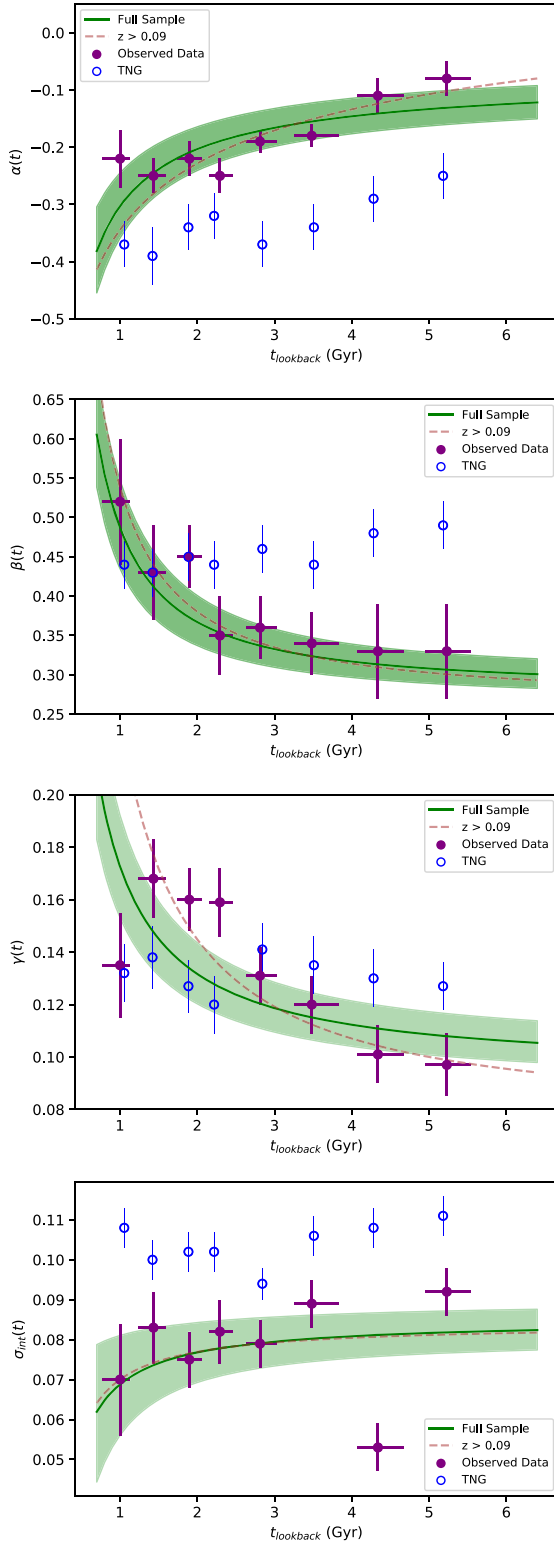 Full Sample
z > 0.09
Observed Data
TNG
0.0
−0.1
−0.2
−0.3
−0.4
−0.5
α(t)
1 2 3 4 5 6
t_lookback (Gyr)
0.65
0.60
0.55
0.50
0.45
0.40
0.35
0.30
0.25
β(t)
Full Sample
z > 0.09
Observed Data
TNG
1 2 3 4 5 6
t_lookback (Gyr)
0.20
0.18
0.16
0.14
0.12
0.10
0.08
γ(t)
Full Sample
z > 0.09
Observed Data
TNG
1 2 3 4 5 6
t_lookback (Gyr)
0.11
0.10
0.09
0.08
0.07
0.06
0.05
σ_int(t)
Full Sample
z > 0.09
Observed Data
TNG
1 2 3 4 5 6
t_lookback (Gyr)